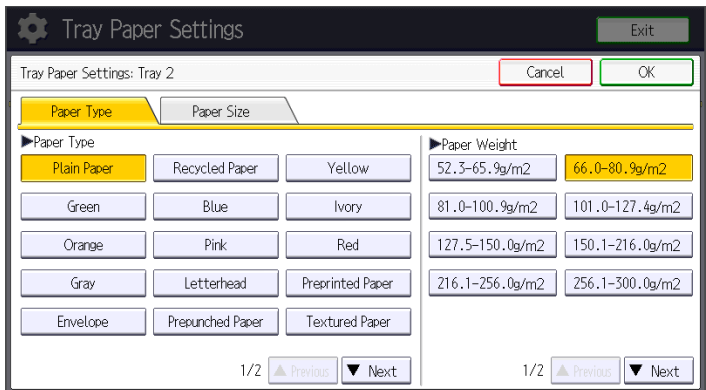 Tray Paper Settings
Exit
Tray Paper Settings: Tray 2
Cancel
OK
Paper Type
Paper Size
▶Paper Type
Plain Paper
Recycled Paper
Yellow
Green
Blue
Ivory
Orange
Pink
Red
Gray
Letterhead
Preprinted Paper
Envelope
Prepunched Paper
Textured Paper
1/2
▲ Previous
▼ Next
▶Paper Weight
52.3-65.9g/m2
66.0-80.9g/m2
81.0-100.9g/m2
101.0-127.4g/m2
127.5-150.0g/m2
150.1-216.0g/m2
216.1-256.0g/m2
256.1-300.0g/m2
1/2
▲ Previous
▼ Next